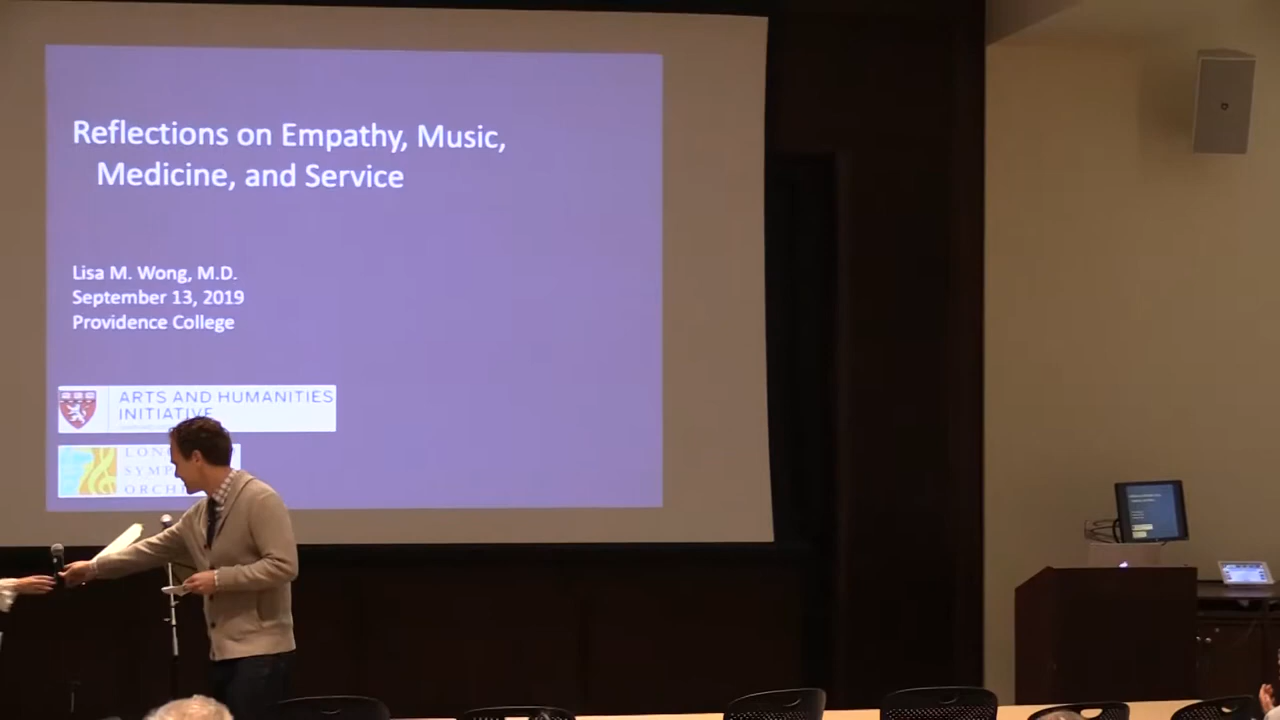 Reflections on Empathy, Music,
Medicine, and Service
Lisa M. Wong, M.D.
September 13, 2019
Providence College
ARTS AND HUMANITIES
INITIATIVE